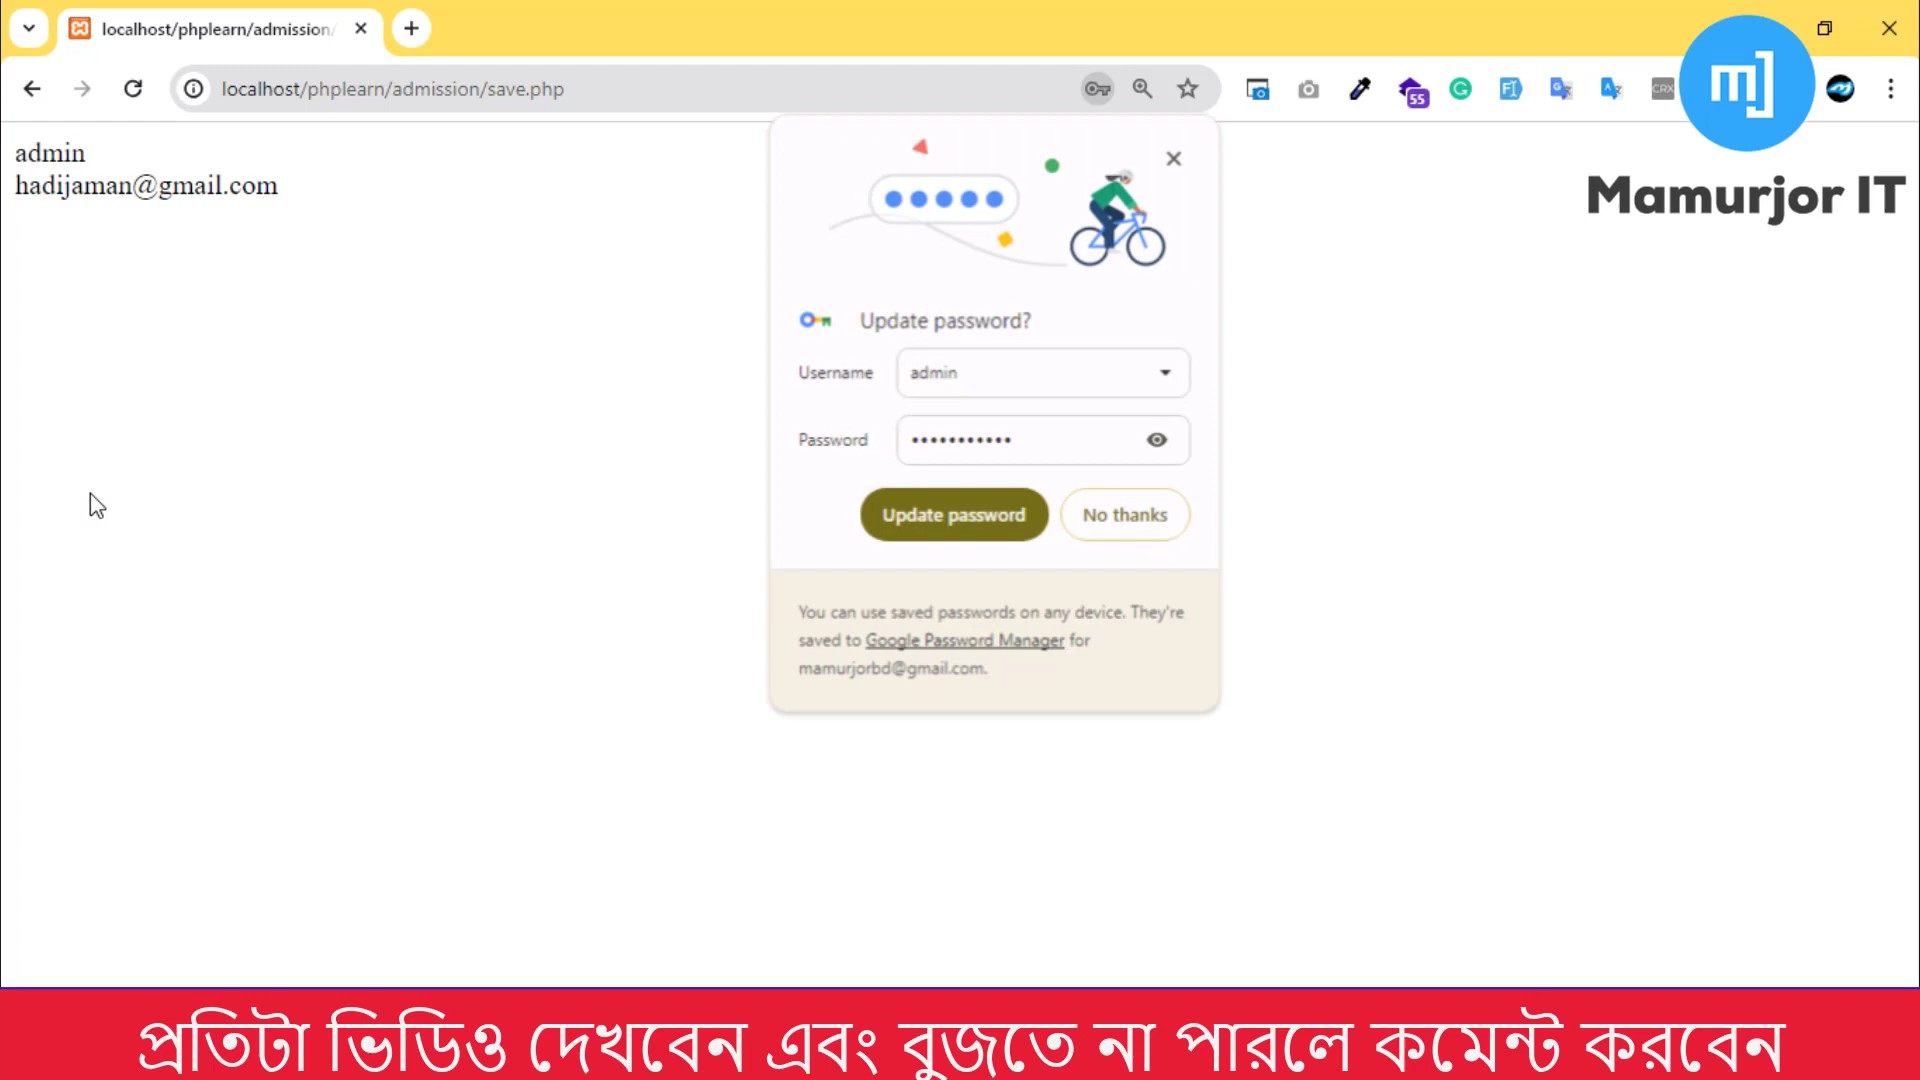 localhost/phplearn/admission/
localhost/phplearn/admission/save.php
55
CRX
m]
Mamurjor IT
admin
hadijaman@gmail.com
Update password?
Username admin
Password •••••••••••
Update password No thanks
You can use saved passwords on any device. They're
saved to Google Password Manager for
mamurjorbd@gmail.com.
প্রতিটা ভিডিও দেখবেন এবং বুজতে না পারলে কমেন্ট করবেন